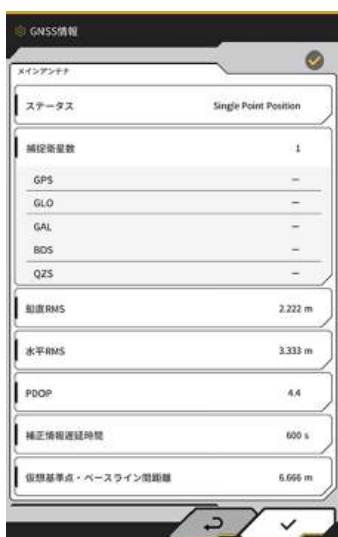 GNSS情報
メインアンテナ
ステータス Single Point Position
捕捉衛星数 1
GPS —
GLO —
GAL —
BDS —
QZS —
鉛直RMS 2.222 m
水平RMS 3.333 m
PDOP 4.4
補正情報遅延時間 600 s
仮想基準点・ベースライン間距離 6.666 m